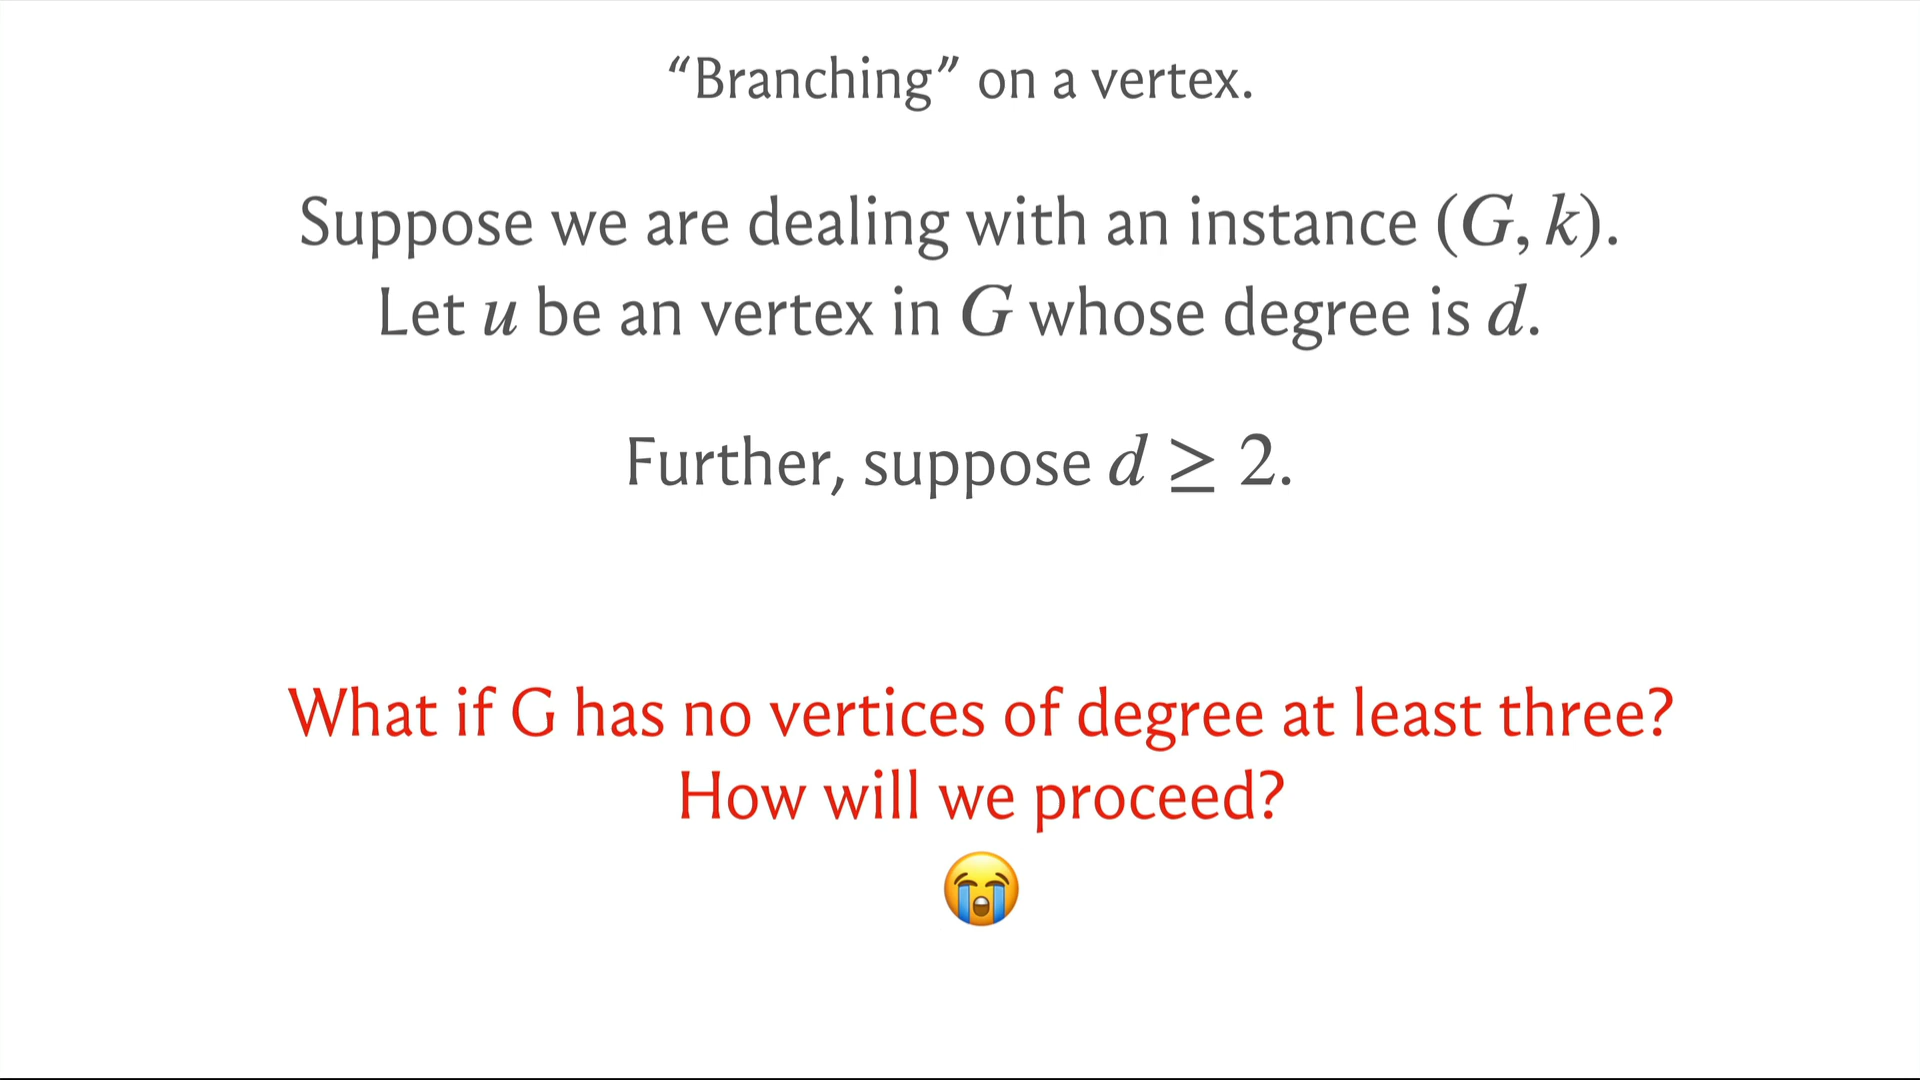 “Branching” on a vertex.
Suppose we are dealing with an instance (G, k).
Let u be an vertex in G whose degree is d.
Further, suppose d ≥ 2.
What if G has no vertices of degree at least three?
How will we proceed?